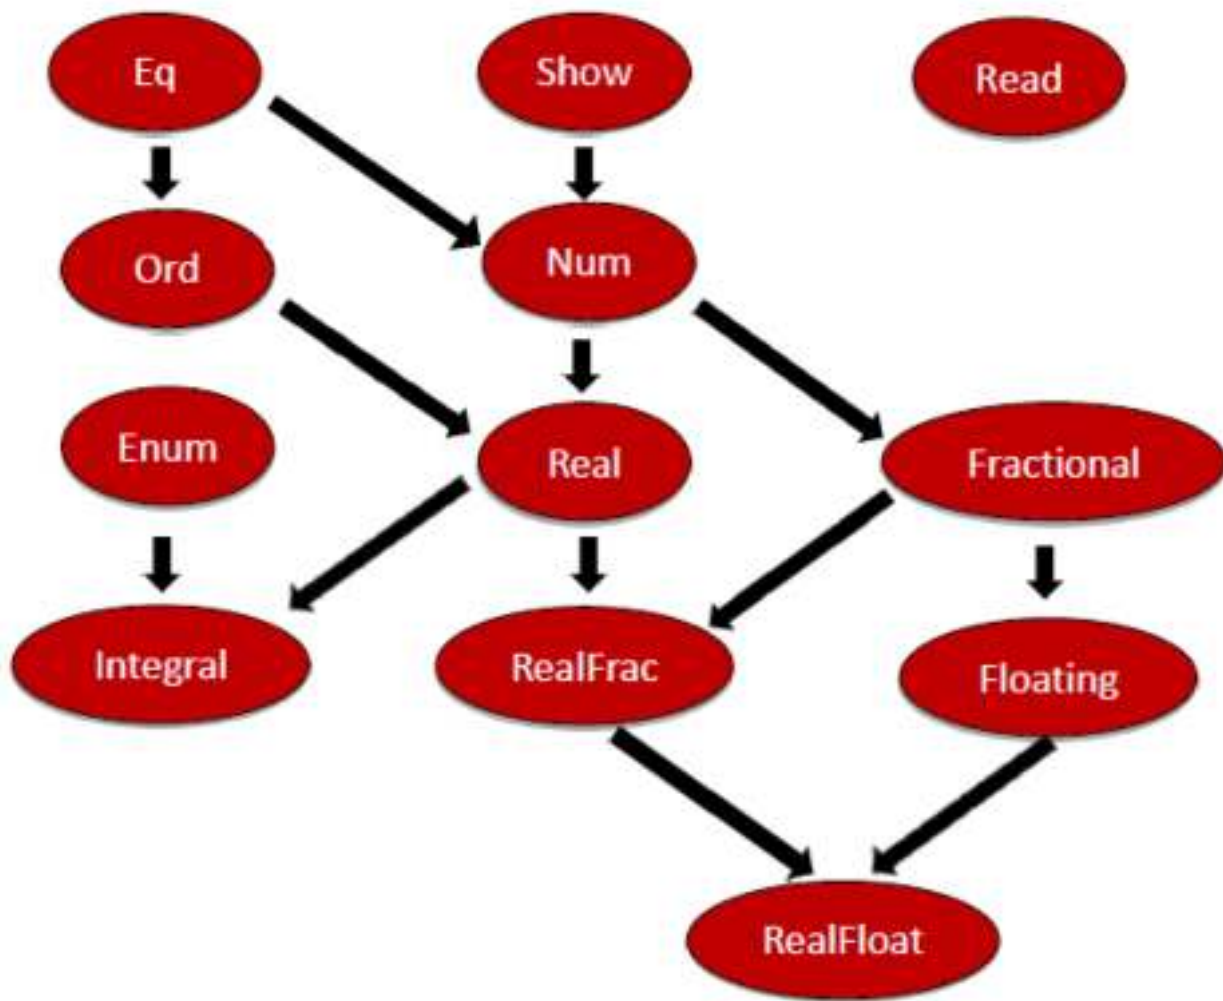 Eq
Show
Read
Ord
Num
Enum
Real
Fractional
Integral
RealFrac
Floating
RealFloat